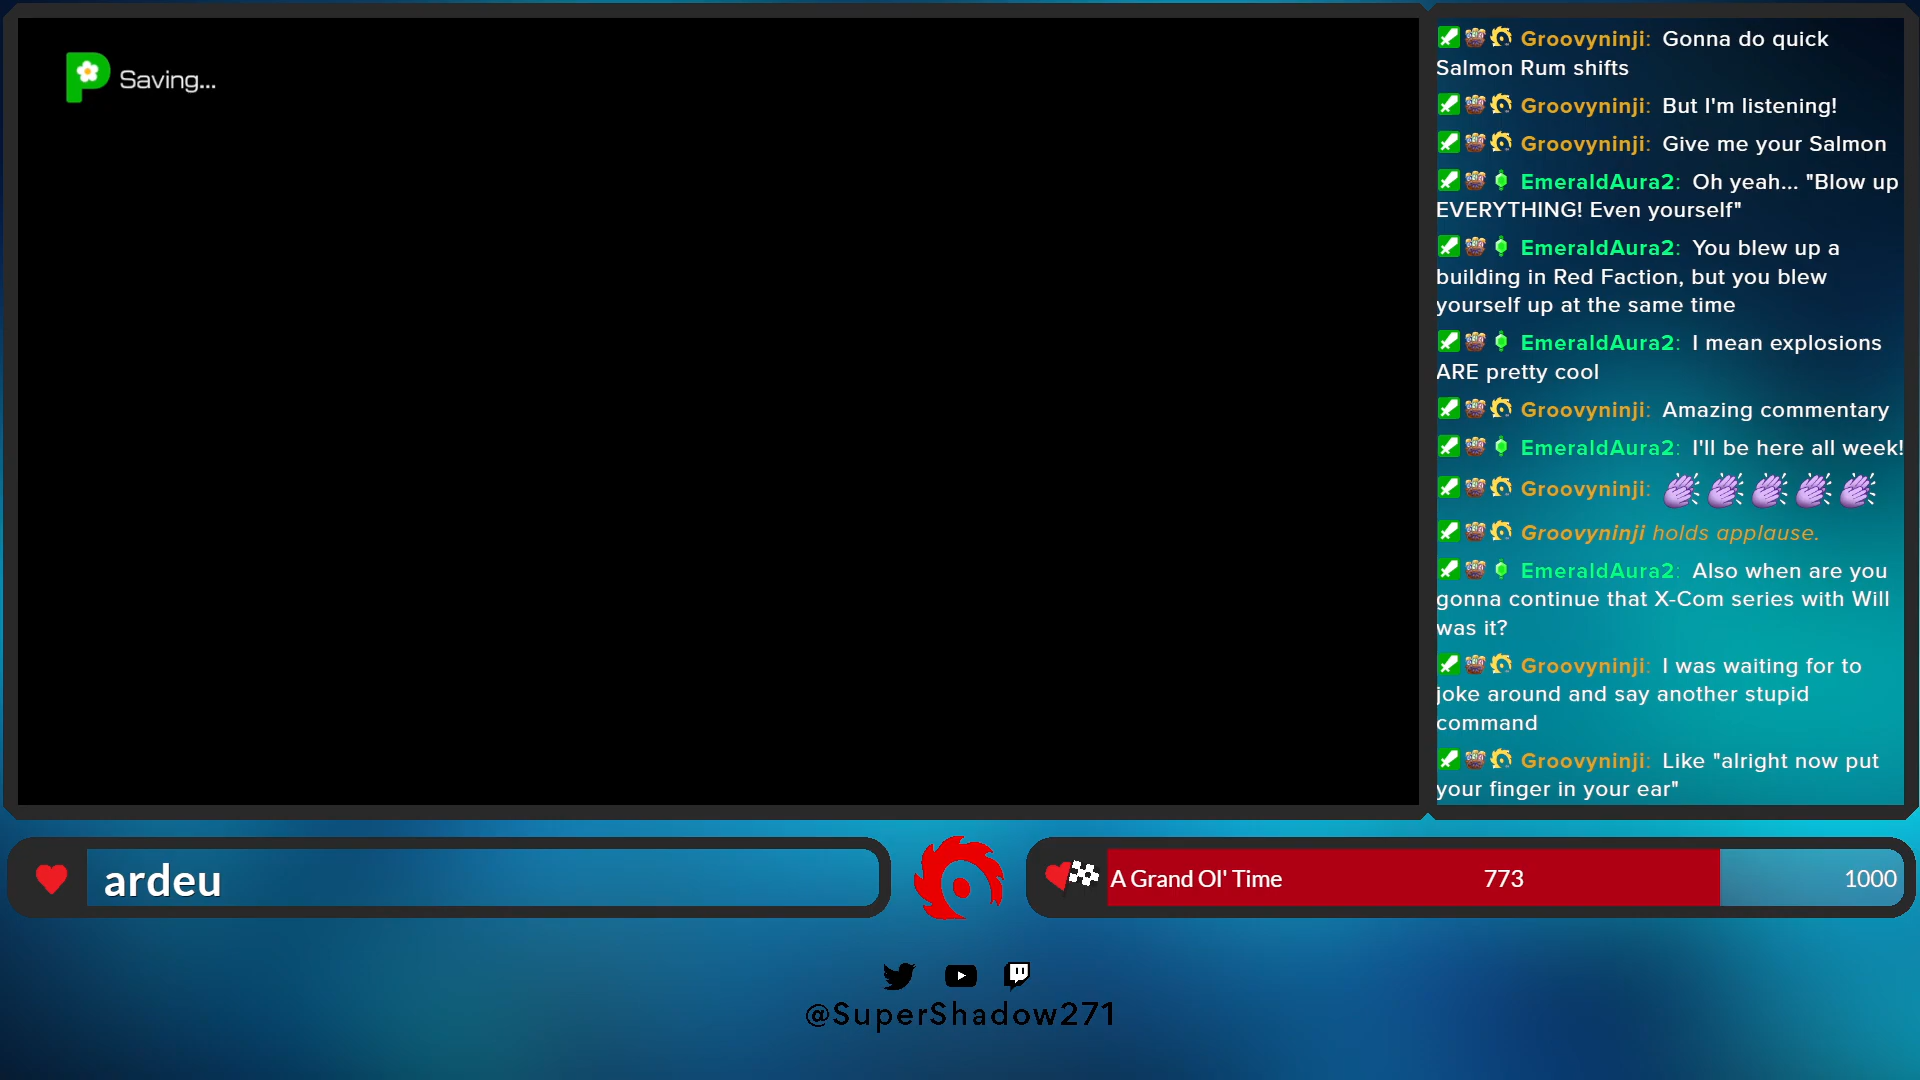 P Saving...
Groovyninji: Gonna do quick
Salmon Rum shifts
Groovyninji: But I'm listening!
Groovyninji: Give me your Salmon
EmeraldAura2: Oh yeah... "Blow up
EVERYTHING! Even yourself"
EmeraldAura2: You blew up a
building in Red Faction, but you blew
yourself up at the same time
EmeraldAura2: I mean explosions
ARE pretty cool
Groovyninji: Amazing commentary
EmeraldAura2: I'll be here all week!
Groovyninji:
Groovyninji holds applause.
EmeraldAura2: Also when are you
gonna continue that X-Com series with Will
was it?
Groovyninji: I was waiting for to
joke around and say another stupid
command
Groovyninji: Like "alright now put
your finger in your ear"
ardeu
A Grand Ol' Time 773 1000
@SuperShadow271